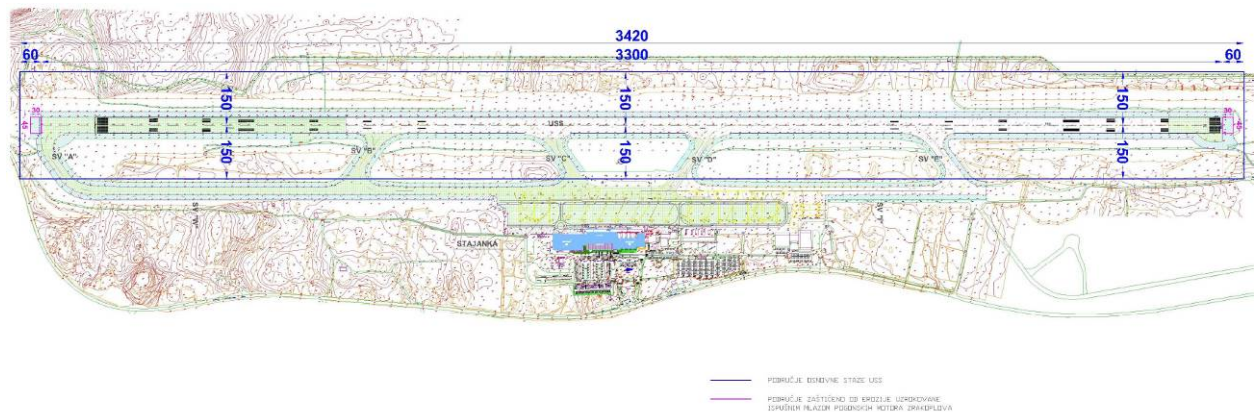 3420
3300
60
60
150
150
150
30
45
USS
30
45
150
150
150
SV "A"
SV "B"
SV "C"
SV "D"
STAJANKA
PODRUČJE OSNOVNE STAZE USS
PODRUČJE ZAŠTIĆENO OD EROZIJE UZROKOVANE
ISPUŠNIM MLAZOM POGONSKIH MOTORA ZRAKOPLOVA